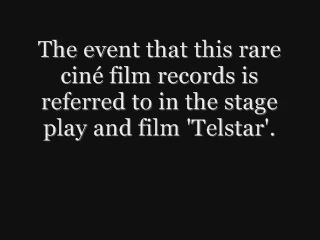 The event that this rare
ciné film records is
referred to in the stage
play and film 'Telstar'.